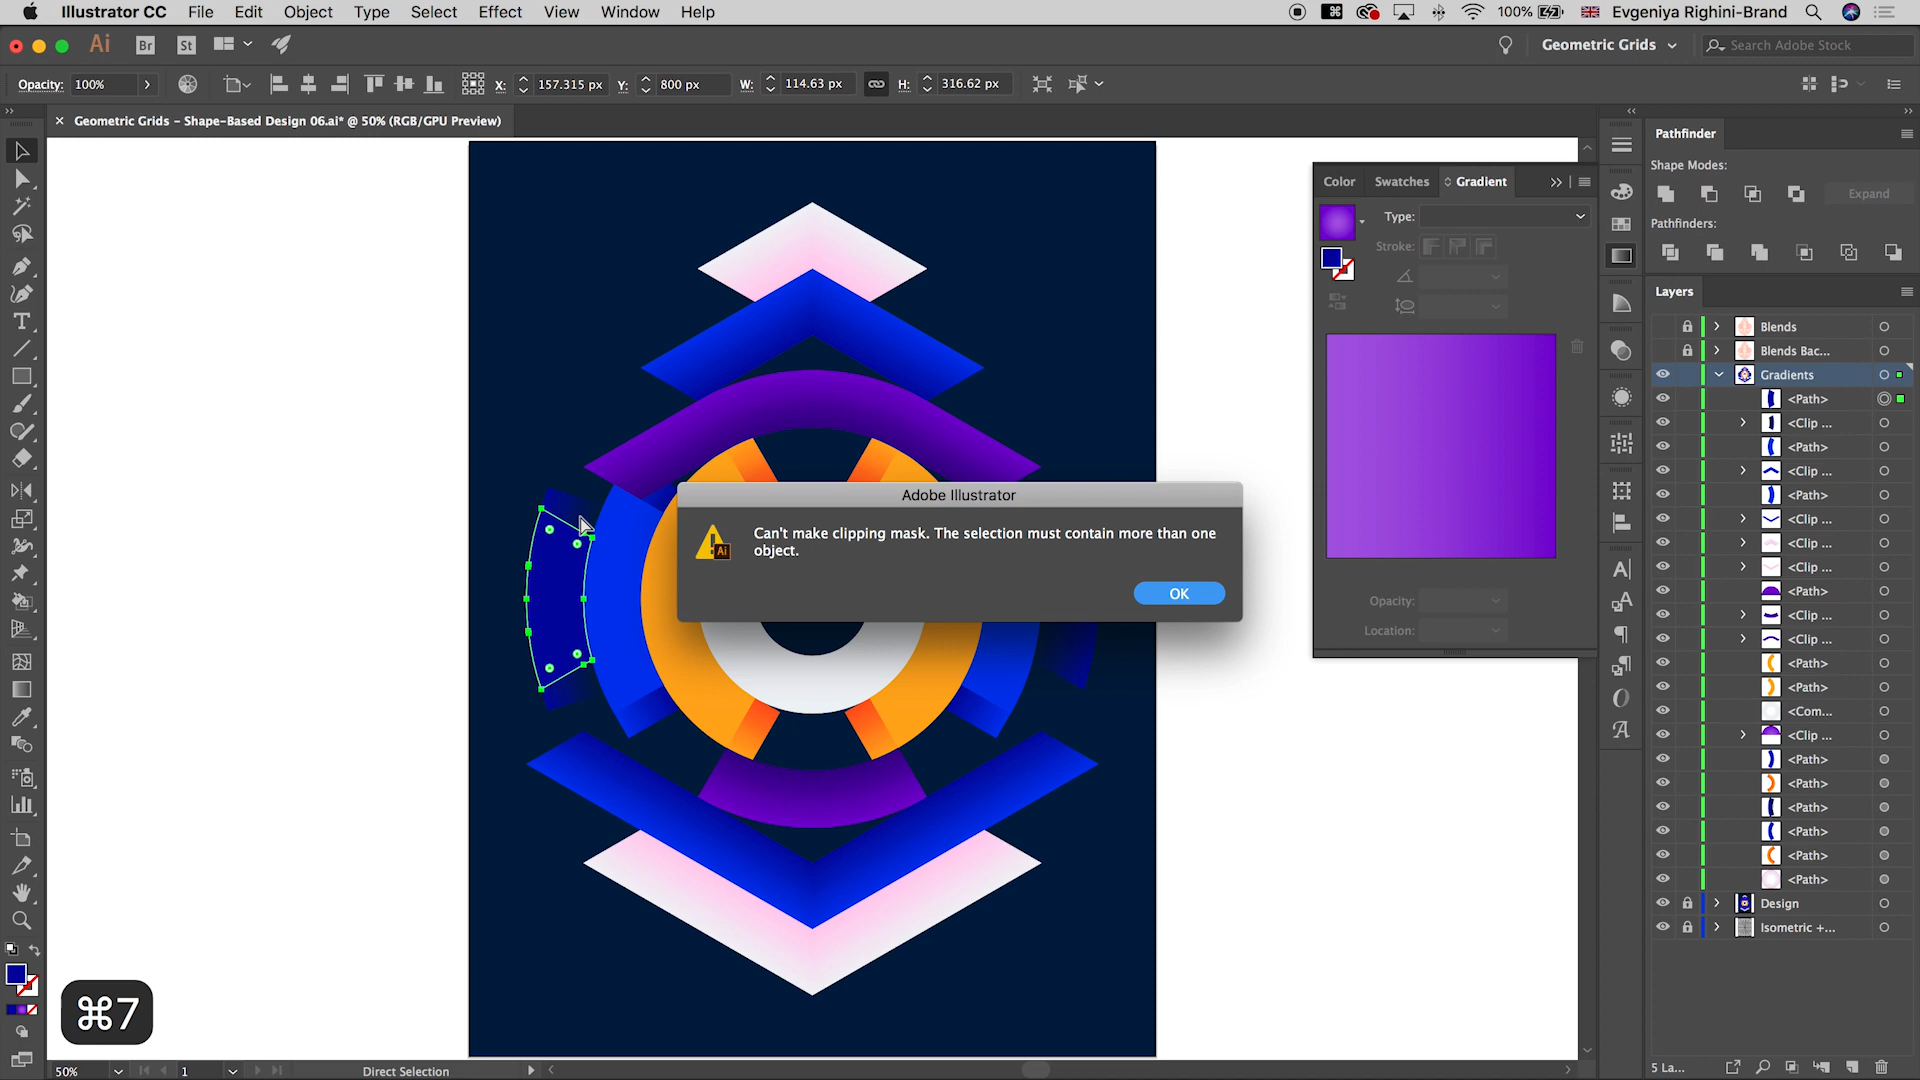 Illustrator CC File Edit Object Type Select Effect View Window Help 100% Evgeniya Righini-Brand
Ai Br St Geometric Grids Search Adobe Stock
Opacity: 100% X: 157.315 px Y: 800 px W: 114.63 px H: 316.62 px
Geometric Grids – Shape-Based Design 06.ai* @ 50% (RGB/GPU Preview)
Pathfinder
Shape Modes:
Expand
Pathfinders:
Color Swatches Gradient
Type:
Stroke:
Opacity:
Location:
Layers
Blends
Blends Bac...
Gradients
<Path>
<Clip ...
<Path>
<Clip ...
<Path>
<Clip ...
<Clip ...
<Clip ...
<Path>
<Clip ...
<Clip ...
<Path>
<Path>
<Com...
<Clip ...
<Path>
<Path>
<Path>
<Path>
<Path>
<Path>
Design
Isometric +...
Adobe Illustrator
Can't make clipping mask. The selection must contain more than one
object.
Ai
OK
⌘7
50% 1 Direct Selection
5 La...